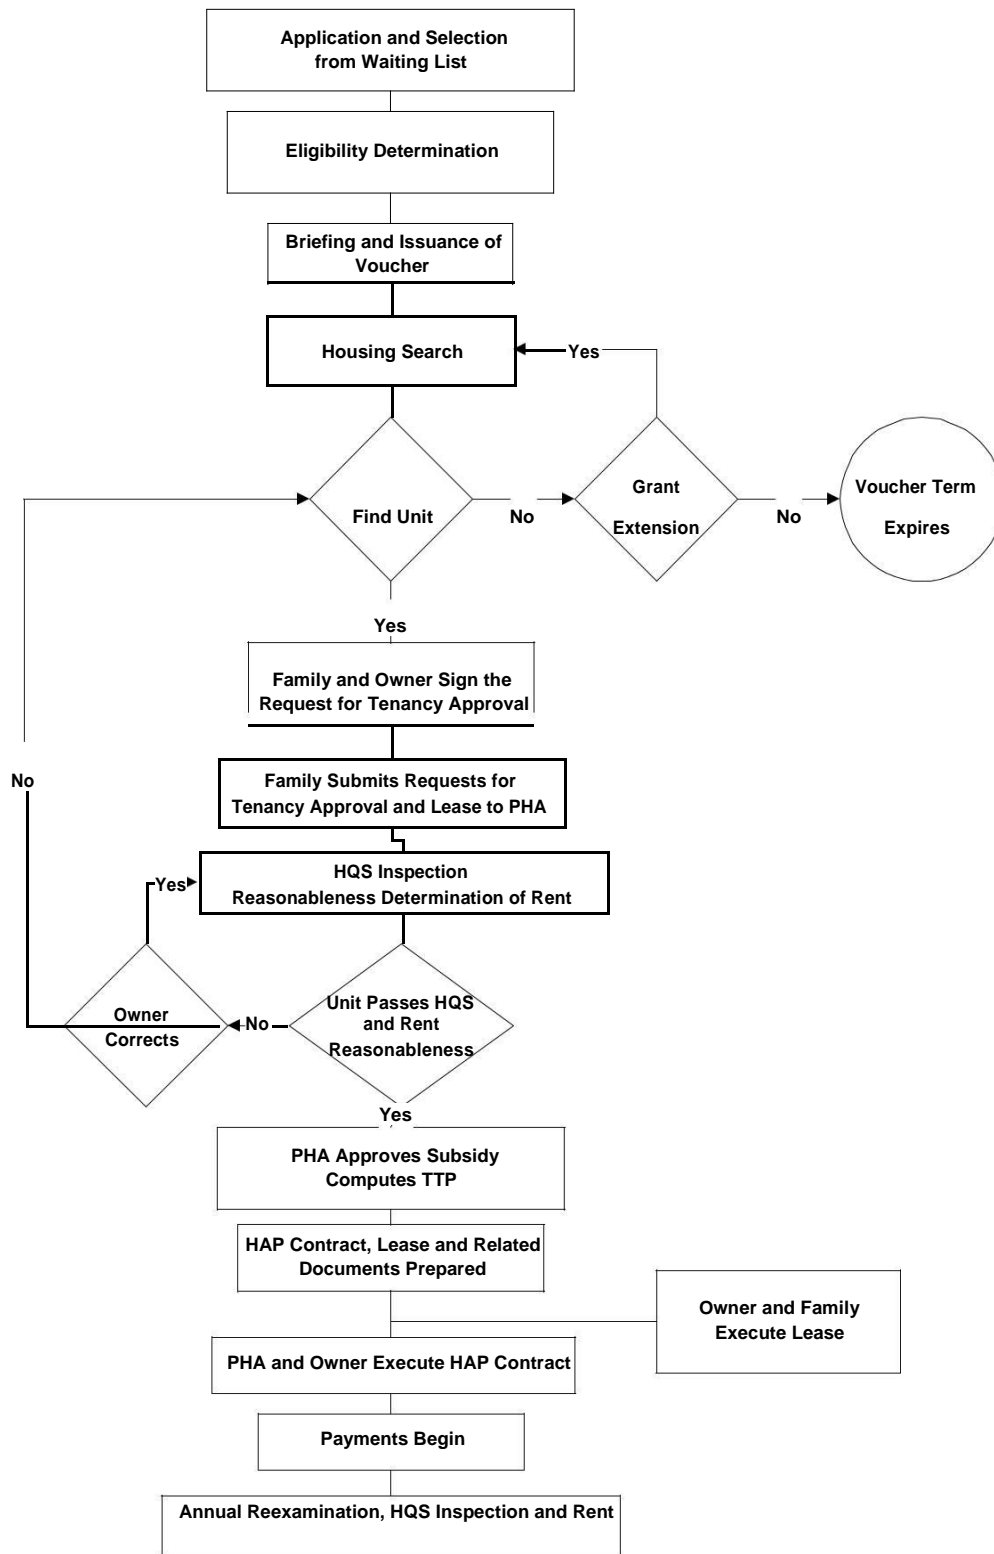 Application and Selection
from Waiting List
Eligibility Determination
Briefing and Issuance of
Voucher
Housing Search
Yes
Find Unit
No
Grant
Extension
No
Voucher Term
Expires
Yes
Family and Owner Sign the
Request for Tenancy Approval
No
Family Submits Requests for
Tenancy Approval and Lease to PHA
HQS Inspection
Reasonableness Determination of Rent
Yes
Owner
Corrects
No
Unit Passes HQS
and Rent
Reasonableness
Yes
PHA Approves Subsidy
Computes TTP
HAP Contract, Lease and Related
Documents Prepared
Owner and Family
Execute Lease
PHA and Owner Execute HAP Contract
Payments Begin
Annual Reexamination, HQS Inspection and Rent